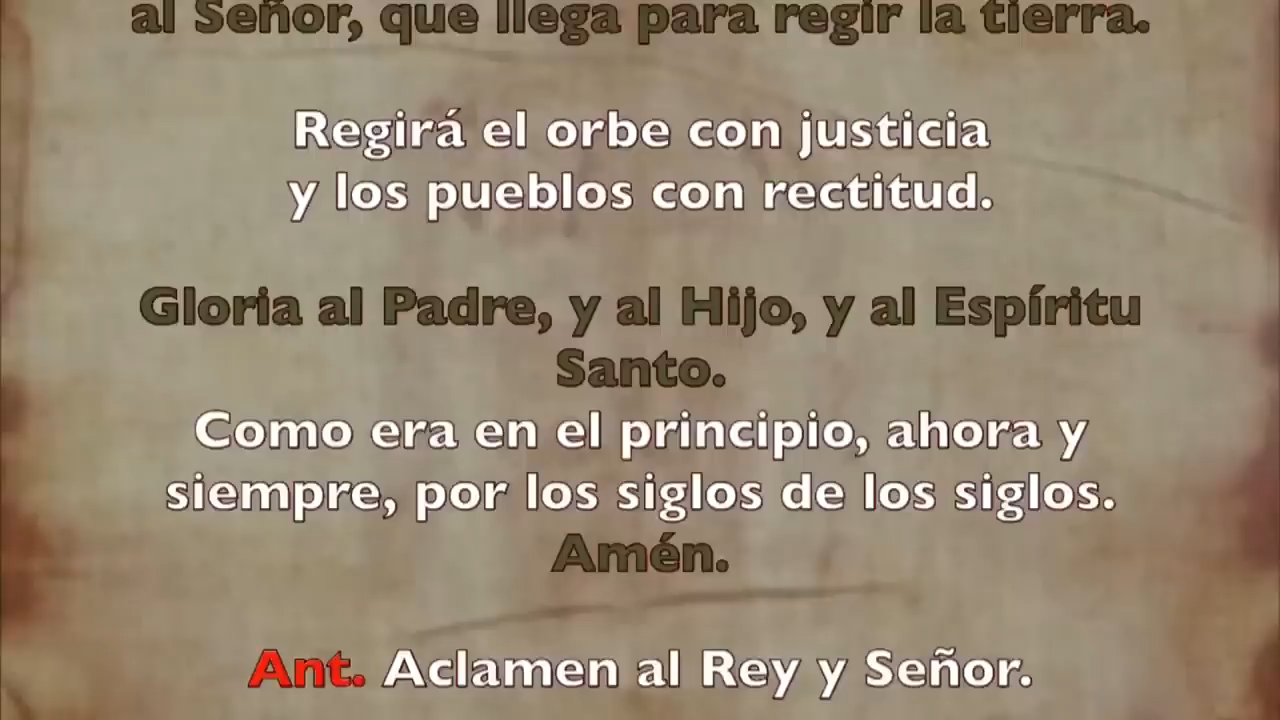 al Señor, que llega para regir la tierra.
Regirá el orbe con justicia
y los pueblos con rectitud.
Gloria al Padre, y al Hijo, y al Espíritu
Santo.
Como era en el principio, ahora y
siempre, por los siglos de los siglos.
Amén.
Ant. Aclamen al Rey y Señor.